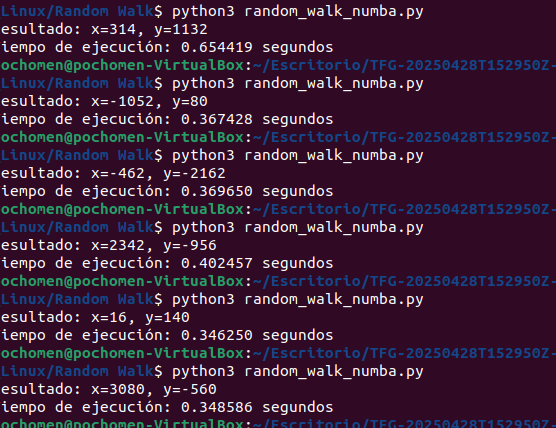 Linux/Random Walk$ python3 random_walk_numba.py
esultado: x=314, y=1132
iempo de ejecución: 0.654419 segundos
ochomen@pochomen-VirtualBox:~/Escritorio/TFG-20250428T152950Z-
Linux/Random Walk$ python3 random_walk_numba.py
esultado: x=-1052, y=80
iempo de ejecución: 0.367428 segundos
ochomen@pochomen-VirtualBox:~/Escritorio/TFG-20250428T152950Z-
Linux/Random Walk$ python3 random_walk_numba.py
esultado: x=-462, y=-2162
iempo de ejecución: 0.369650 segundos
ochomen@pochomen-VirtualBox:~/Escritorio/TFG-20250428T152950Z-
Linux/Random Walk$ python3 random_walk_numba.py
esultado: x=2342, y=-956
iempo de ejecución: 0.402457 segundos
ochomen@pochomen-VirtualBox:~/Escritorio/TFG-20250428T152950Z-
Linux/Random Walk$ python3 random_walk_numba.py
esultado: x=16, y=140
iempo de ejecución: 0.346250 segundos
ochomen@pochomen-VirtualBox:~/Escritorio/TFG-20250428T152950Z-
Linux/Random Walk$ python3 random_walk_numba.py
esultado: x=3080, y=-560
iempo de ejecución: 0.348586 segundos
ochomen@pochomen-VirtualBox:~/Escritorio/TFG-20250428T152950Z-